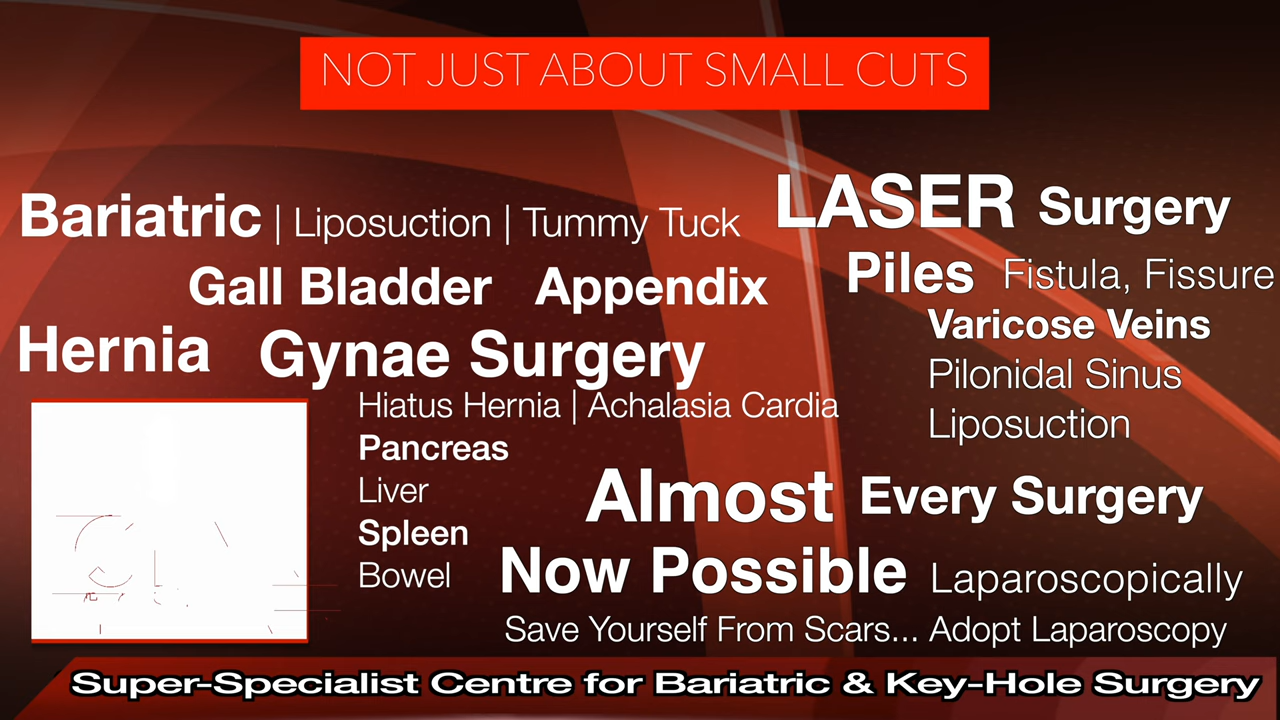 NOT JUST ABOUT SMALL CUTS
Bariatric | Liposuction | Tummy Tuck
Gall Bladder Appendix
Hernia Gynae Surgery
Hiatus Hernia | Achalasia Cardia
Pancreas
Liver
Spleen
Bowel
LASER Surgery
Piles Fistula, Fissure
Varicose Veins
Pilonidal Sinus
Liposuction
Almost Every Surgery
Now Possible Laparoscopically
Save Yourself From Scars... Adopt Laparoscopy
Super-Specialist Centre for Bariatric & Key-Hole Surgery